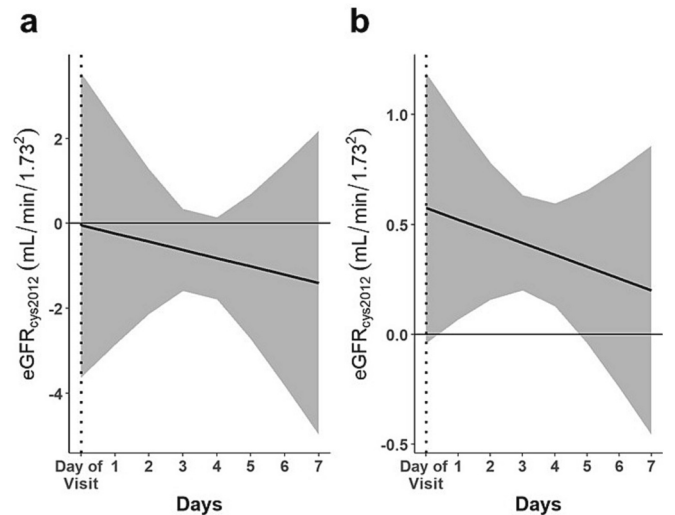 a
eGFRcys2012 (mL/min/1.73²)
2
0
-2
-4
Day of Visit 1 2 3 4 5 6 7
Days
b
eGFRcys2012 (mL/min/1.73²)
1.0
0.5
0.0
-0.5
Day of Visit 1 2 3 4 5 6 7
Days